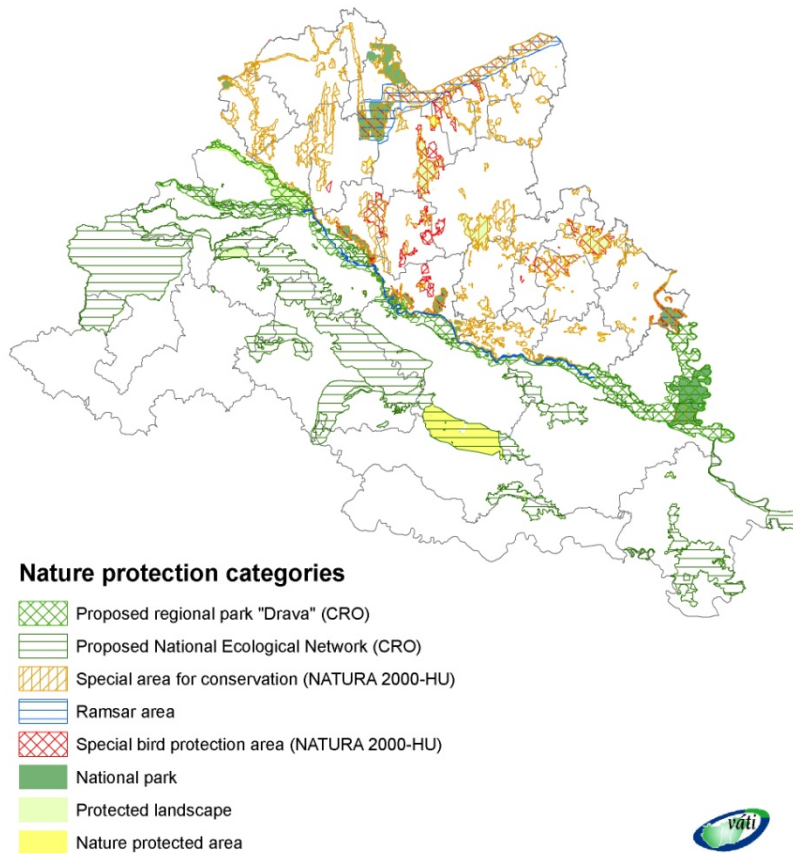 Nature protection categories
Proposed regional park "Drava" (CRO)
Proposed National Ecological Network (CRO)
Special area for conservation (NATURA 2000-HU)
Ramsar area
Special bird protection area (NATURA 2000-HU)
National park
Protected landscape
Nature protected area
váti